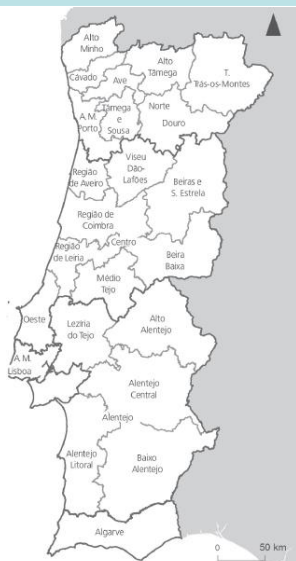 Alto
Minho
Cávado
Ave
Alto
Tâmega
T.
Trás-os-Montes
A.M.
Porto
Tâmega
e
Sousa
Norte
Douro
Viseu
Dão-
Lafões
Região
de Aveiro
Beiras e
S. Estrela
Região de
Coimbra
Centro
Região
de Leiria
Beira
Baixa
Médio
Tejo
Oeste
Lezíria
do Tejo
Alto
Alentejo
A.M.
Lisboa
Alentejo
Central
Alentejo
Alentejo
Litoral
Baixo
Alentejo
Algarve
0 50 km